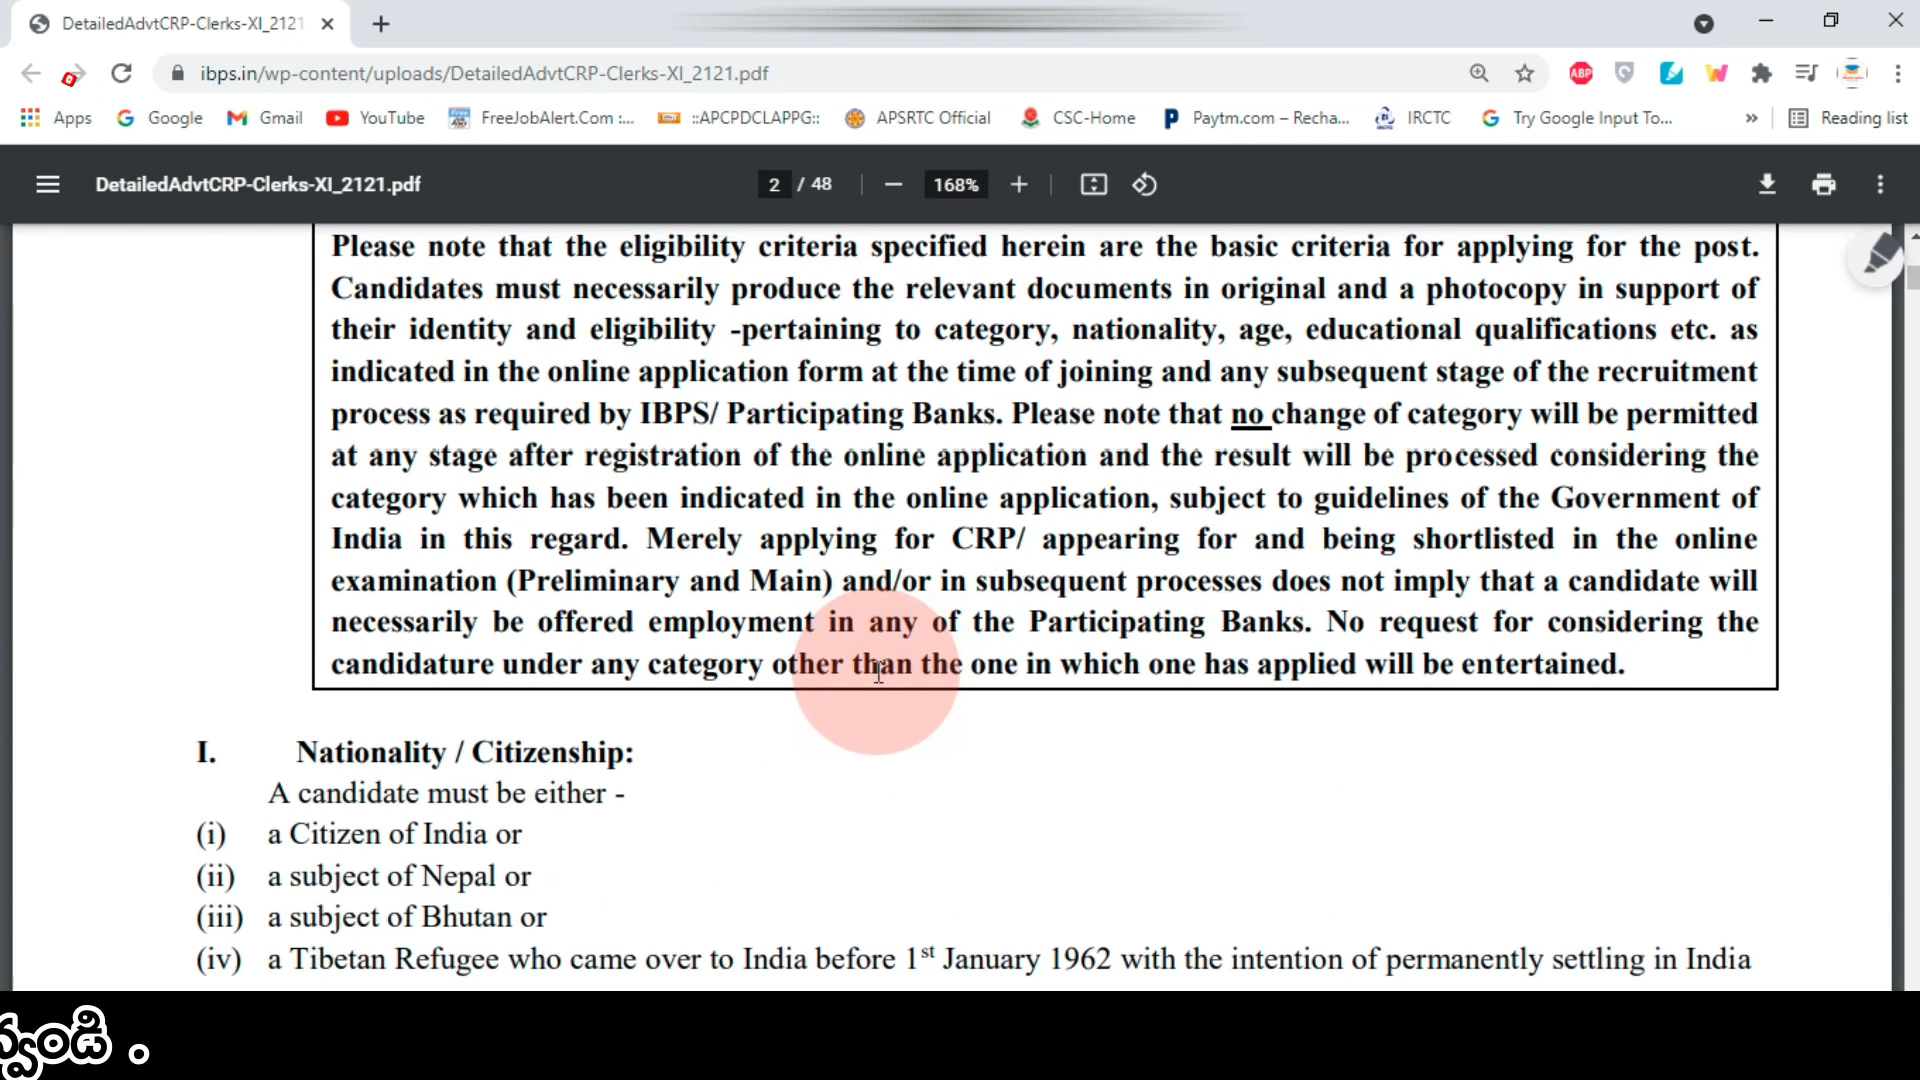 DetailedAdvtCRP-Clerks-XI_2121
ibps.in/wp-content/uploads/DetailedAdvtCRP-Clerks-XI_2121.pdf
ABP
Apps Google Gmail YouTube FreeJobAlert.Com :... ::APCPDCLAPPG:: APSRTC Official CSC-Home Paytm.com – Recha... IRCTC Try Google Input To... » Reading list
DetailedAdvtCRP-Clerks-XI_2121.pdf 2 / 48 168%
Please note that the eligibility criteria specified herein are the basic criteria for applying for the post.
Candidates must necessarily produce the relevant documents in original and a photocopy in support of
their identity and eligibility -pertaining to category, nationality, age, educational qualifications etc. as
indicated in the online application form at the time of joining and any subsequent stage of the recruitment
process as required by IBPS/ Participating Banks. Please note that no change of category will be permitted
at any stage after registration of the online application and the result will be processed considering the
category which has been indicated in the online application, subject to guidelines of the Government of
India in this regard. Merely applying for CRP/ appearing for and being shortlisted in the online
examination (Preliminary and Main) and/or in subsequent processes does not imply that a candidate will
necessarily be offered employment in any of the Participating Banks. No request for considering the
candidature under any category other than the one in which one has applied will be entertained.
I. Nationality / Citizenship:
A candidate must be either -
(i) a Citizen of India or
(ii) a subject of Nepal or
(iii) a subject of Bhutan or
(iv) a Tibetan Refugee who came over to India before 1st January 1962 with the intention of permanently settling in India